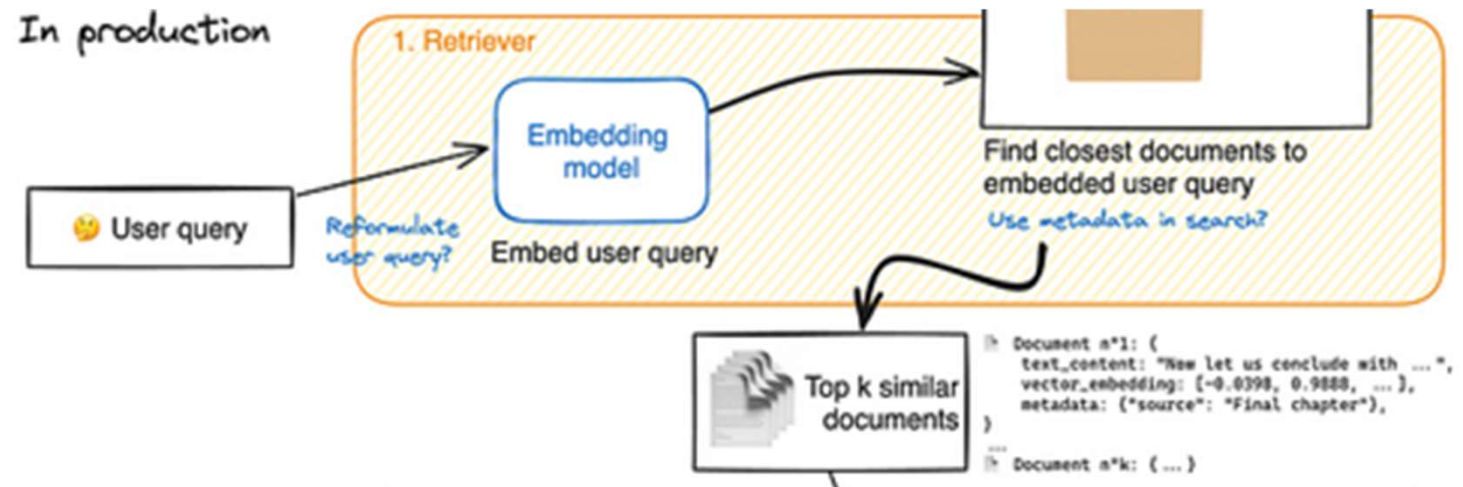 In production
1. Retriever
Embedding
model
🤔 User query
Reformulate
user query?
Embed user query
Find closest documents to
embedded user query
Use metadata in search?
Top k similar
documents
Document n°1: {
text_content: "Now let us conclude with ...",
vector_embedding: [-0.0398, 0.9888, ...],
metadata: {"source": "Final chapter"},
}
...
Document n°k: {...}